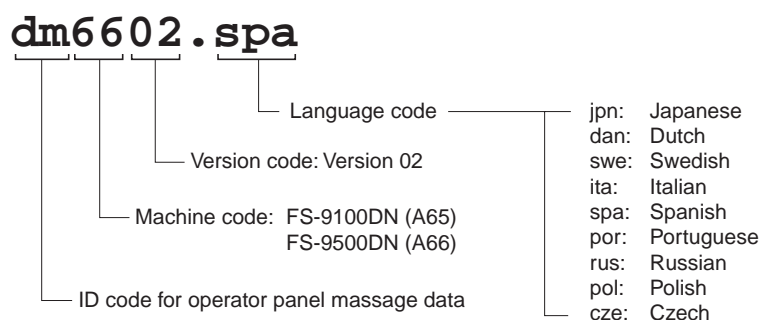 dm6602.spa
Language code
Version code: Version 02
Machine code: FS-9100DN (A65)
FS-9500DN (A66)
ID code for operator panel massage data
jpn: Japanese
dan: Dutch
swe: Swedish
ita: Italian
spa: Spanish
por: Portuguese
rus: Russian
pol: Polish
cze: Czech